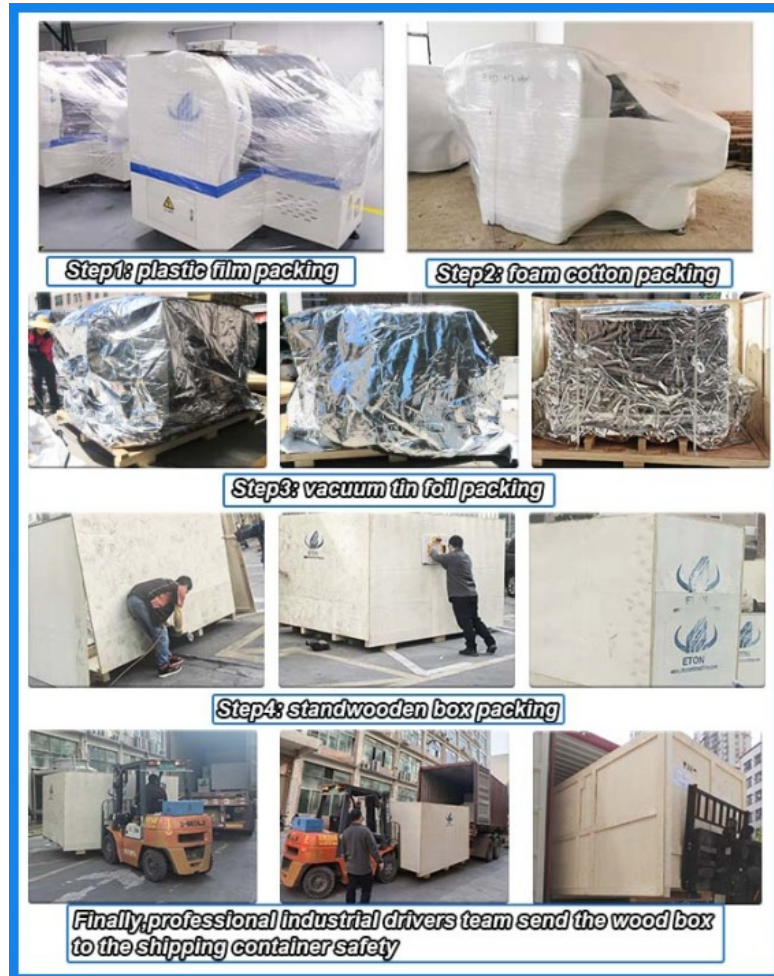 Step1: plastic film packing
Step2: foam cotton packing
Step3: vacuum tin foil packing
ETON
ETON
Step4: standwooden box packing
Finally,professional industrial drivers team send the wood box
to the shipping container safety